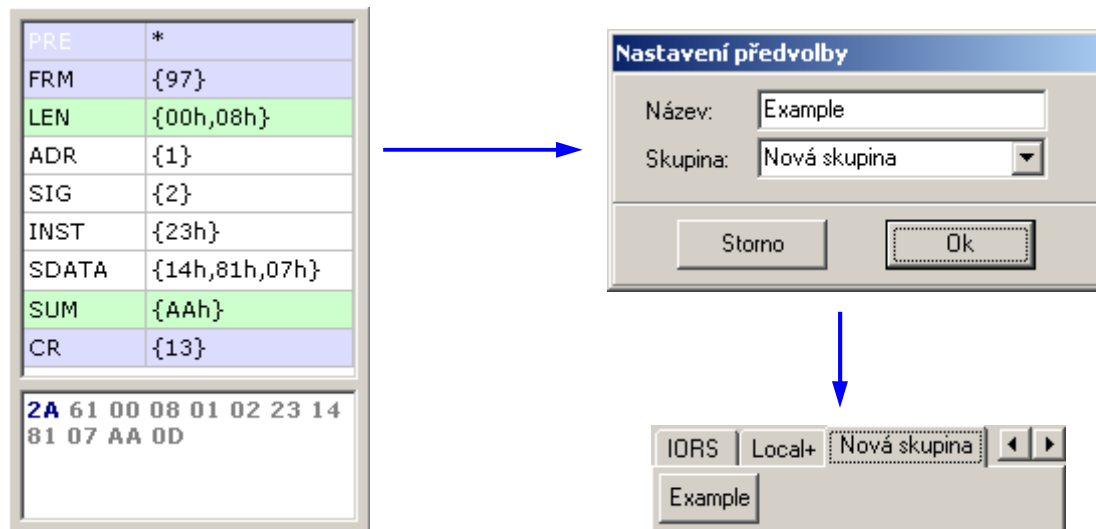 PRE *
FRM {97}
LEN {00h,08h}
ADR {1}
SIG {2}
INST {23h}
SDATA {14h,81h,07h}
SUM {AAh}
CR {13}
2A 61 00 08 01 02 23 14
81 07 AA 0D
Nastavení předvolby
Název: Example
Skupina: Nová skupina
Storno Ok
IORS Local+ Nová skupina
Example